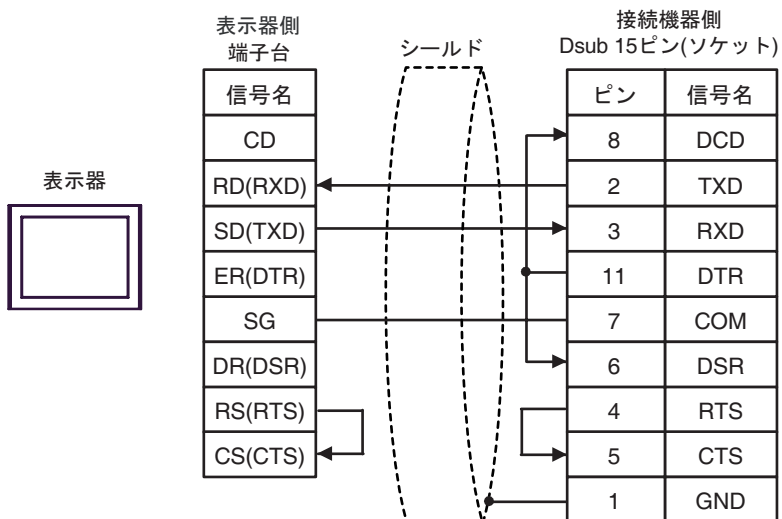 表示器側
端子台
シールド
接続機器側
Dsub 15ピン(ソケット)
表示器
信号名
CD
RD(RXD)
SD(TXD)
ER(DTR)
SG
DR(DSR)
RS(RTS)
CS(CTS)
ピン 信号名
8 DCD
2 TXD
3 RXD
11 DTR
7 COM
6 DSR
4 RTS
5 CTS
1 GND